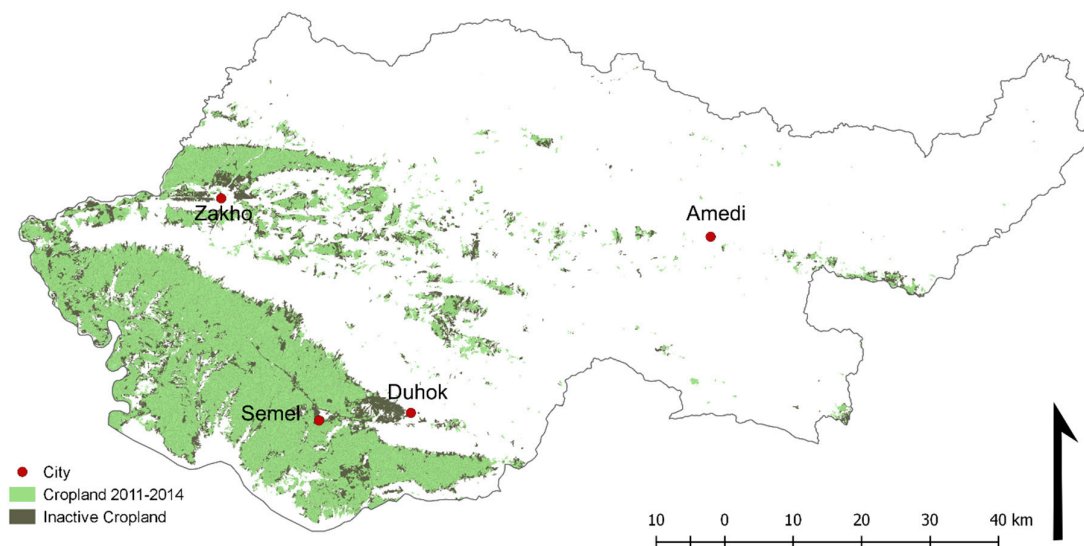 Zakho
Amedi
Duhok
Semel
City
Cropland 2011-2014
Inactive Cropland
10 0 10 20 30 40 km